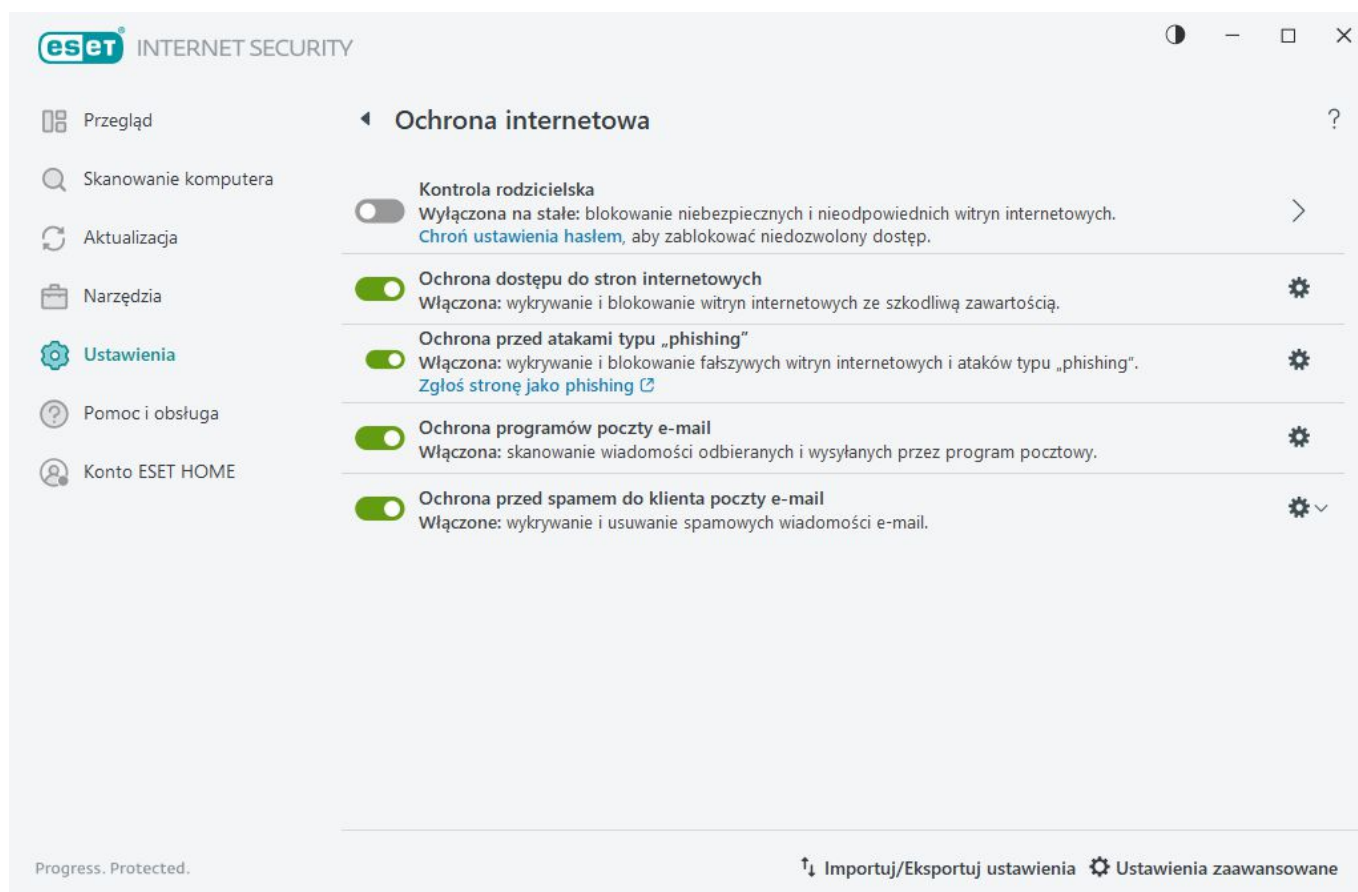 eseT® INTERNET SECURITY
Przegląd
Skanowanie komputera
Aktualizacja
Narzędzia
Ustawienia
Pomoc i obsługa
Konto ESET HOME
Ochrona internetowa
?
Kontrola rodzicielska
Wyłączona na stałe: blokowanie niebezpiecznych i nieodpowiednich witryn internetowych.
Chroń ustawienia hasłem, aby zablokować niedozwolony dostęp.
Ochrona dostępu do stron internetowych
Włączona: wykrywanie i blokowanie witryn internetowych ze szkodliwą zawartością.
Ochrona przed atakami typu „phishing”
Włączona: wykrywanie i blokowanie fałszywych witryn internetowych i ataków typu „phishing”.
Zgłoś stronę jako phishing
Ochrona programów poczty e-mail
Włączona: skanowanie wiadomości odbieranych i wysyłanych przez program pocztowy.
Ochrona przed spamem do klienta poczty e-mail
Włączone: wykrywanie i usuwanie spamowych wiadomości e-mail.
Progress. Protected.
Importuj/Eksportuj ustawienia
Ustawienia zaawansowane